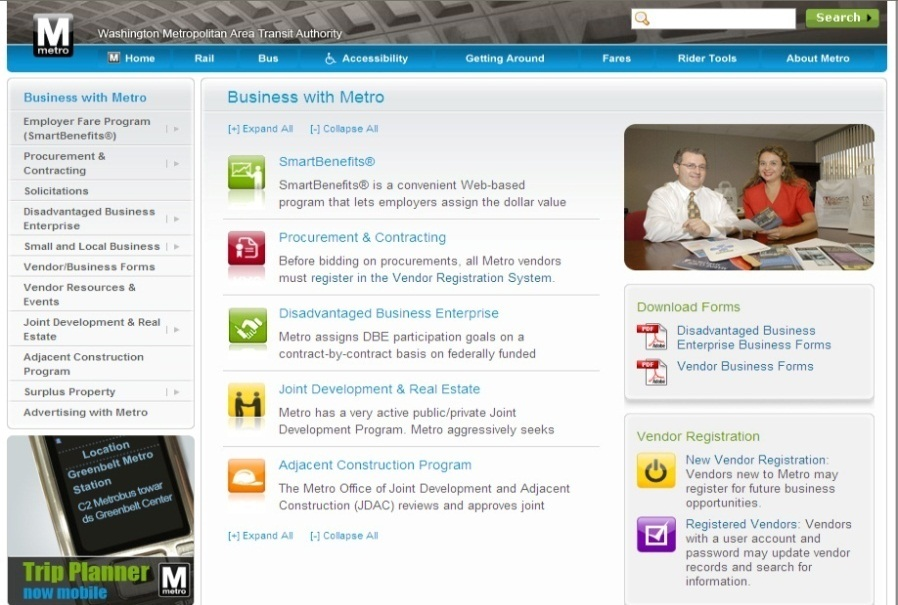 M
metro
Washington Metropolitan Area Transit Authority
Search
M Home
Rail
Bus
Accessibility
Getting Around
Fares
Rider Tools
About Metro
Business with Metro
Employer Fare Program
(SmartBenefits®)
Procurement &
Contracting
Solicitations
Disadvantaged Business
Enterprise
Small and Local Business
Vendor/Business Forms
Vendor Resources &
Events
Joint Development & Real
Estate
Adjacent Construction
Program
Surplus Property
Advertising with Metro
Location
Greenbelt Metro
Station
C2 Metrobus towar
ds Greenbelt Center
Trip Planner
now mobile
M
metro
Business with Metro
[+] Expand All [-] Collapse All
SmartBenefits®
SmartBenefits® is a convenient Web-based
program that lets employers assign the dollar value
Procurement & Contracting
Before bidding on procurements, all Metro vendors
must register in the Vendor Registration System.
Disadvantaged Business Enterprise
Metro assigns DBE participation goals on a
contract-by-contract basis on federally funded
Joint Development & Real Estate
Metro has a very active public/private Joint
Development Program. Metro aggressively seeks
Adjacent Construction Program
The Metro Office of Joint Development and Adjacent
Construction (JDAC) reviews and approves joint
[+] Expand All [-] Collapse All
Download Forms
PDF
Adobe
Disadvantaged Business
Enterprise Business Forms
PDF
Adobe
Vendor Business Forms
Vendor Registration
New Vendor Registration:
Vendors new to Metro may
register for future business
opportunities.
Registered Vendors: Vendors
with a user account and
password may update vendor
records and search for
information.